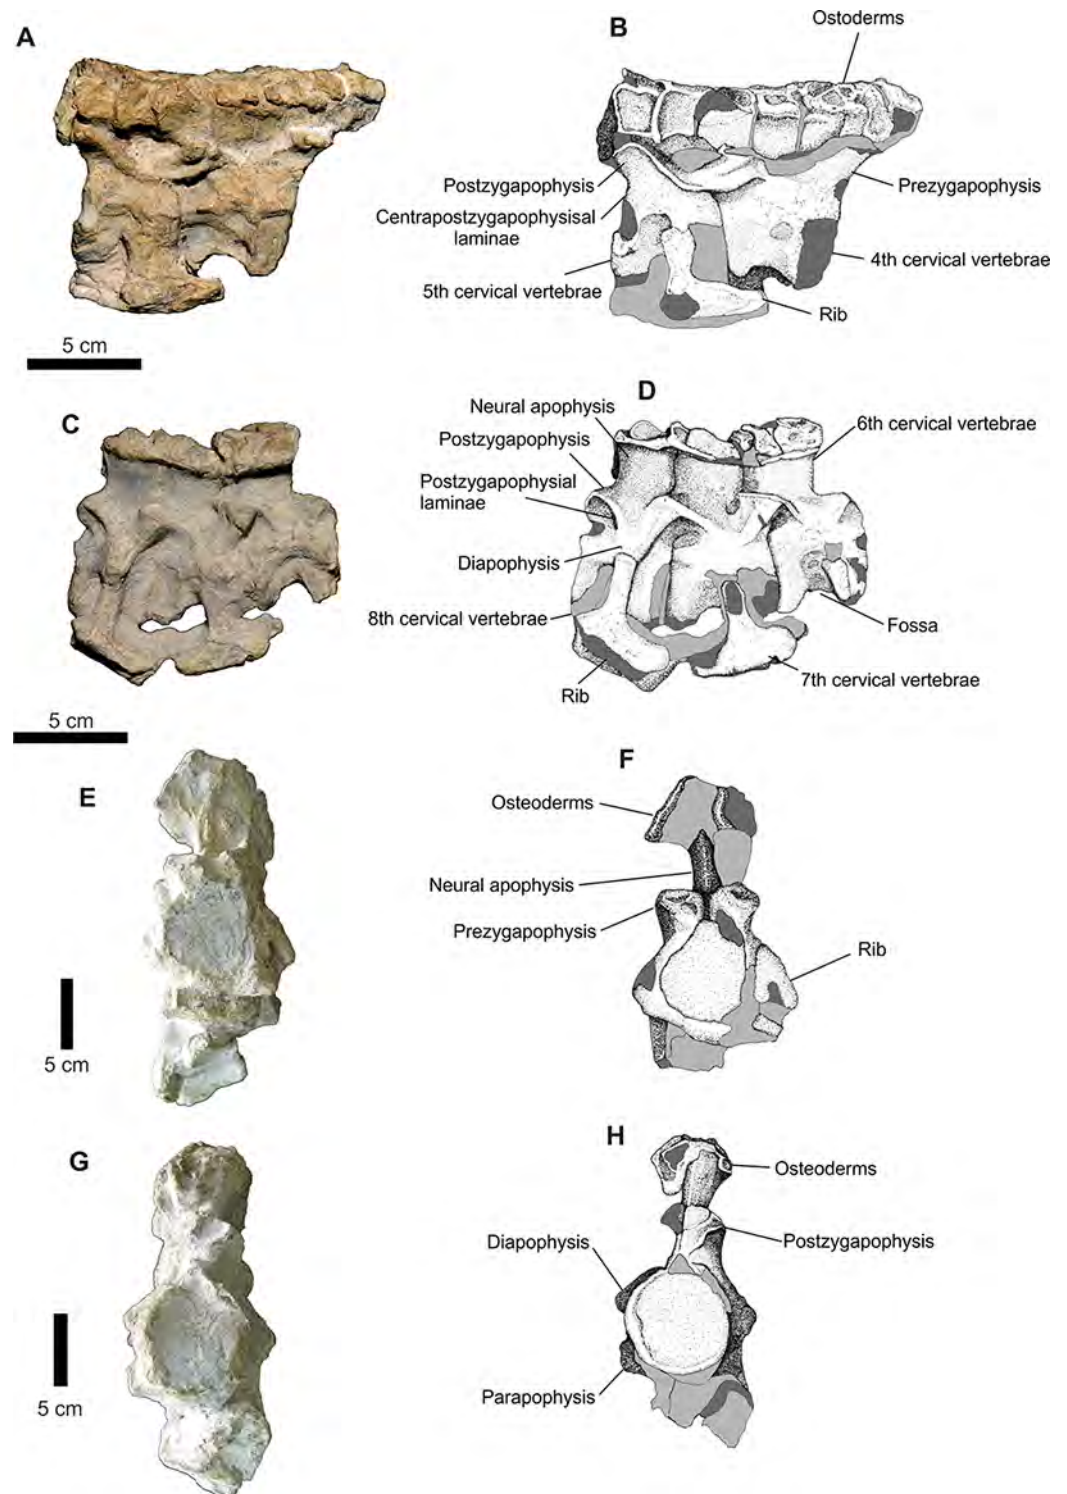 A
B
Ostoderms
Postzygapophysis
Prezygapophysis
Centrapostzygapophysisal
laminae
4th cervical vertebrae
5th cervical vertebrae
Rib
5 cm
C
D
Neural apophysis
6th cervical vertebrae
Postzygapophysis
Postzygapophysial
laminae
Diapophysis
8th cervical vertebrae
Fossa
7th cervical vertebrae
Rib
5 cm
E
F
Osteoderms
Neural apophysis
Prezygapophysis
Rib
5 cm
G
H
Osteoderms
Diapophysis
Postzygapophysis
Parapophysis
5 cm